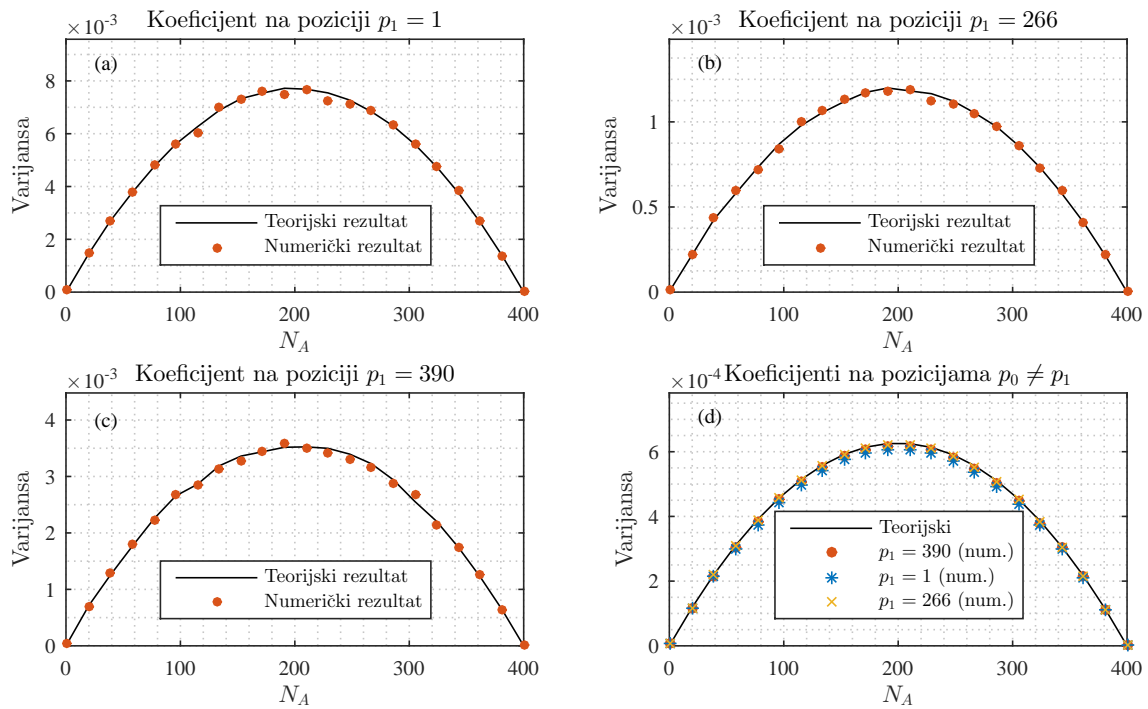 ×10⁻³ Koeficijent na poziciji p₁ = 1
(a)
8
6
4
2
0
Varijansa
Teorijski rezultat
Numerički rezultat
0 100 200 300 400
N_A
×10⁻³ Koeficijent na poziciji p₁ = 266
(b)
1
0.5
0
Varijansa
Teorijski rezultat
Numerički rezultat
0 100 200 300 400
N_A
×10⁻³ Koeficijent na poziciji p₁ = 390
(c)
4
3
2
1
0
Varijansa
Teorijski rezultat
Numerički rezultat
0 100 200 300 400
N_A
×10⁻⁴ Koeficijenti na pozicijama p₀ ≠ p₁
(d)
6
4
2
0
Varijansa
Teorijski
p₁ = 390 (num.)
p₁ = 1 (num.)
p₁ = 266 (num.)
0 100 200 300 400
N_A